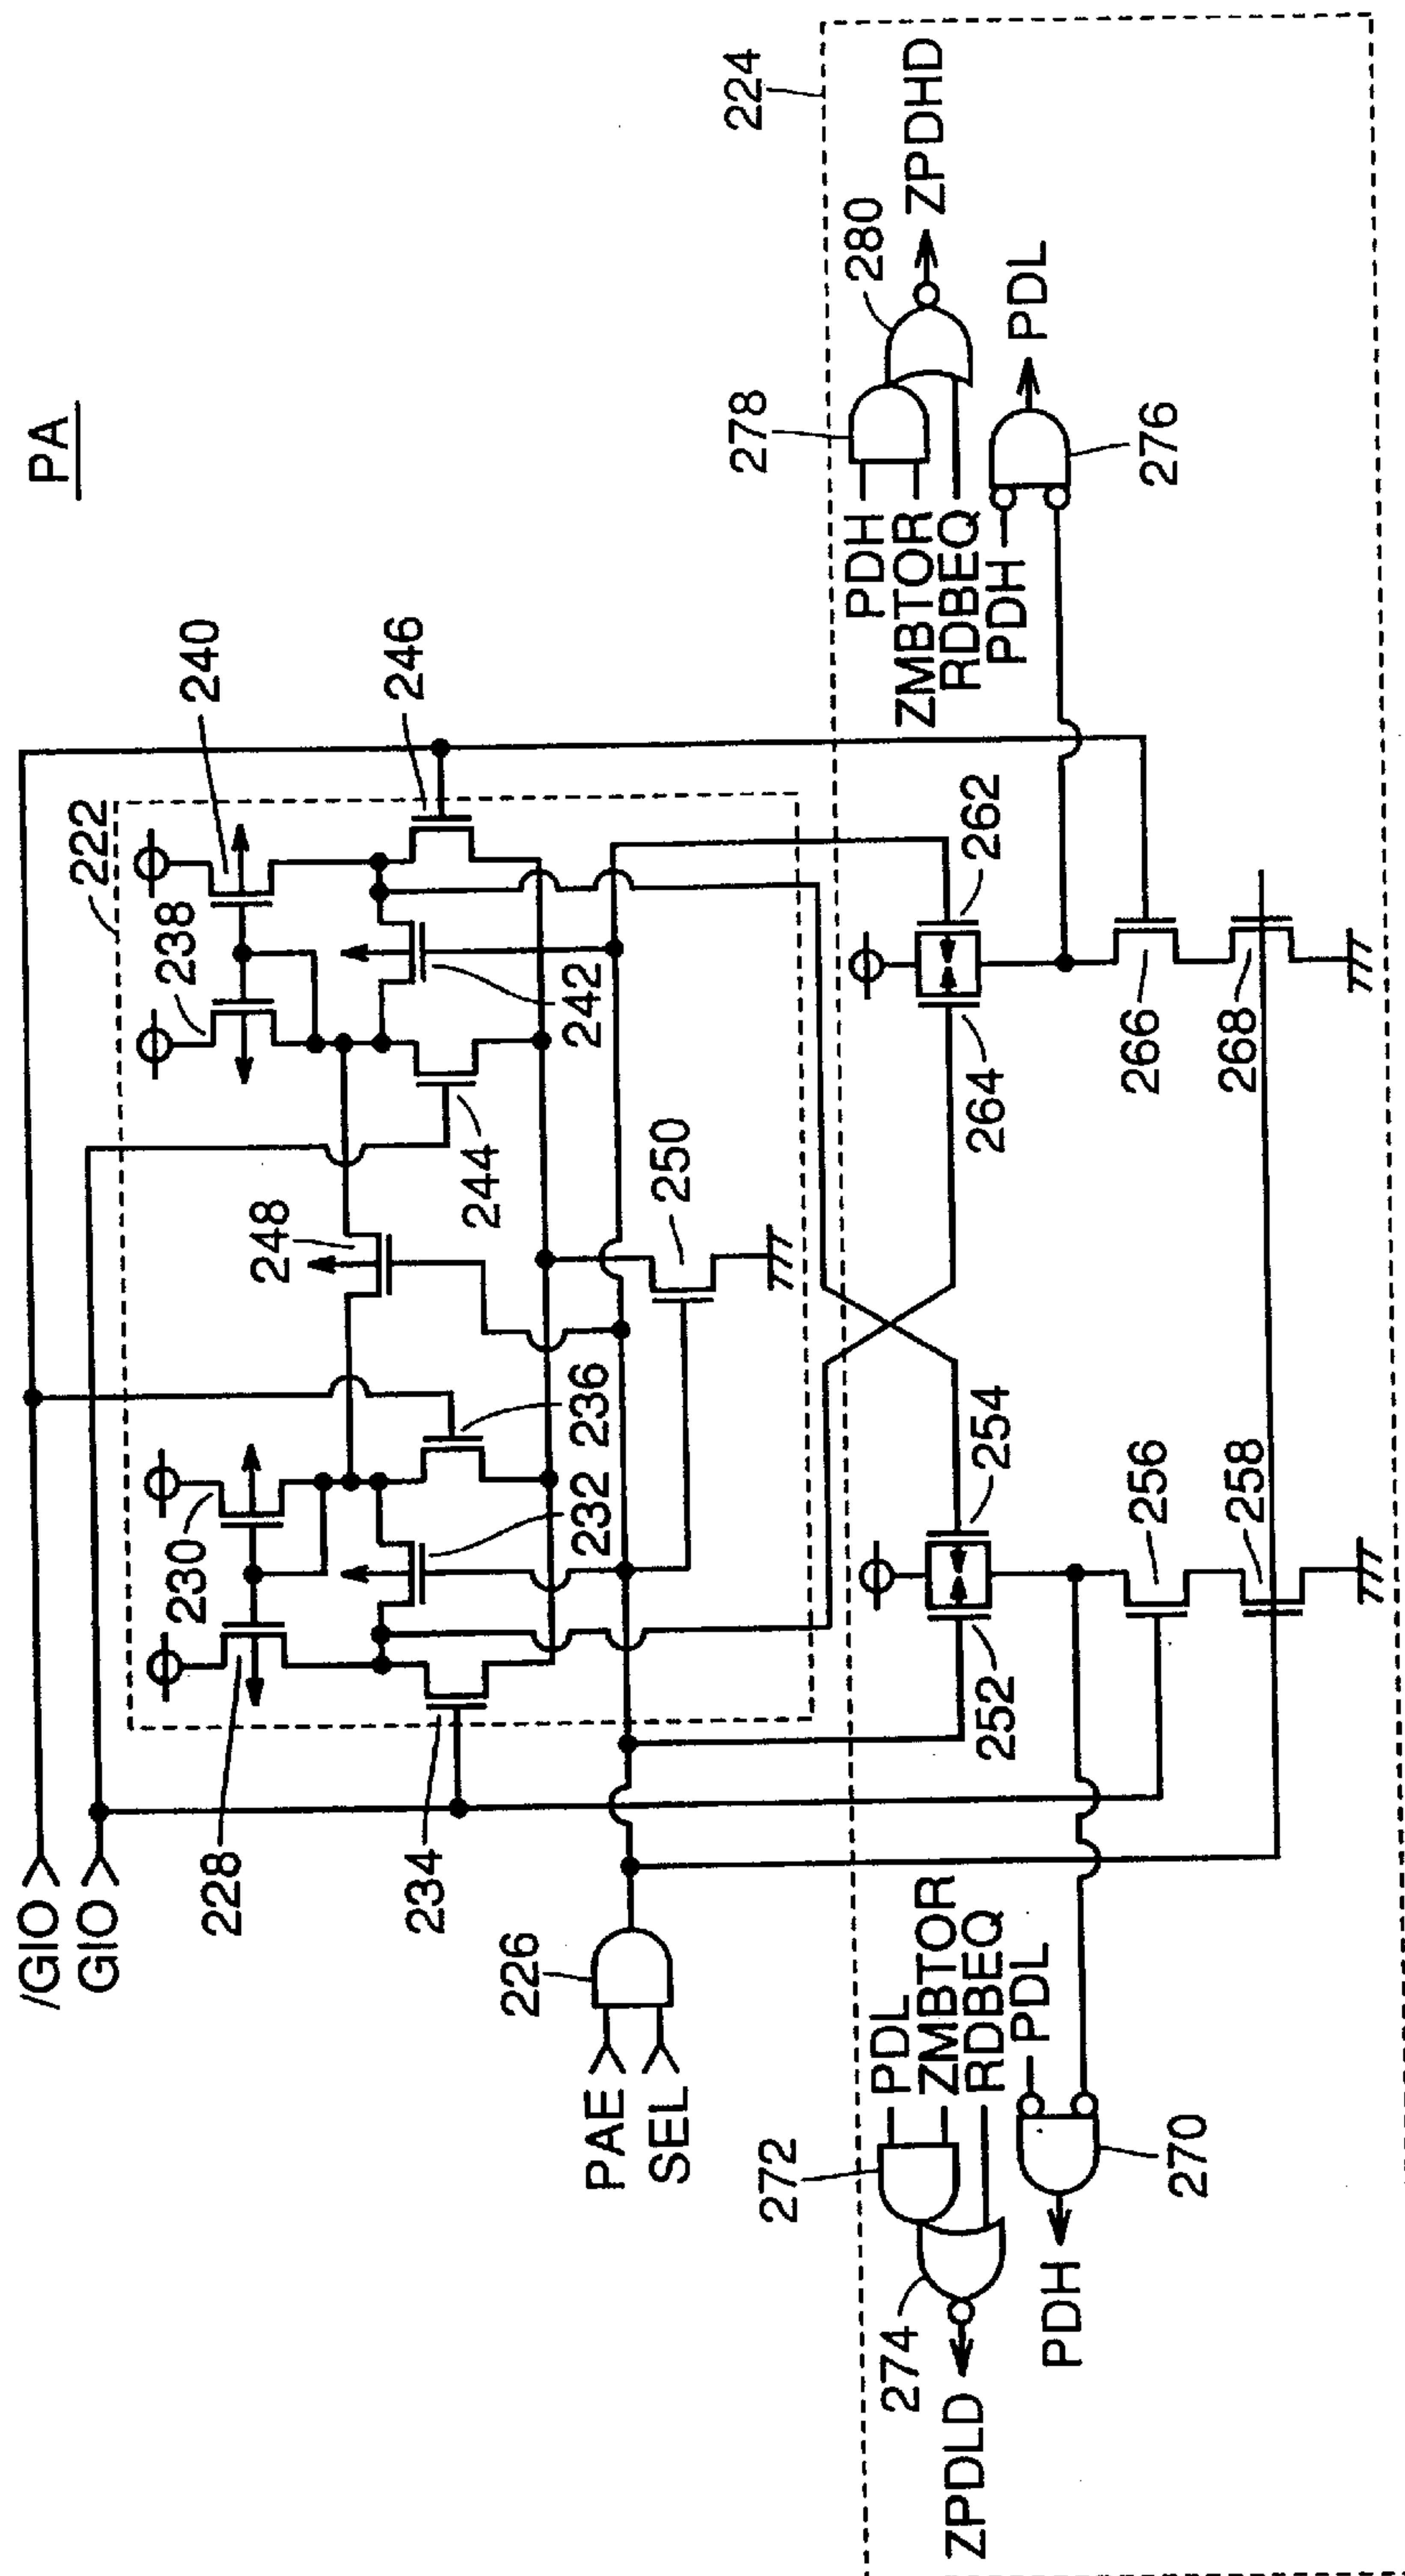 PA
/GIO
GIO
222
228
230
238
240
234
232
236
248
244
242
246
226
PAE
SEL
250
224
272
PDL
ZMBTOR
RDBEQ
PDL
274
ZPDLD
PDH
270
252
254
256
258
264
262
266
268
278
PDH
ZMBTOR
RDBEQ
PDH
280
ZPDHD
PDL
276